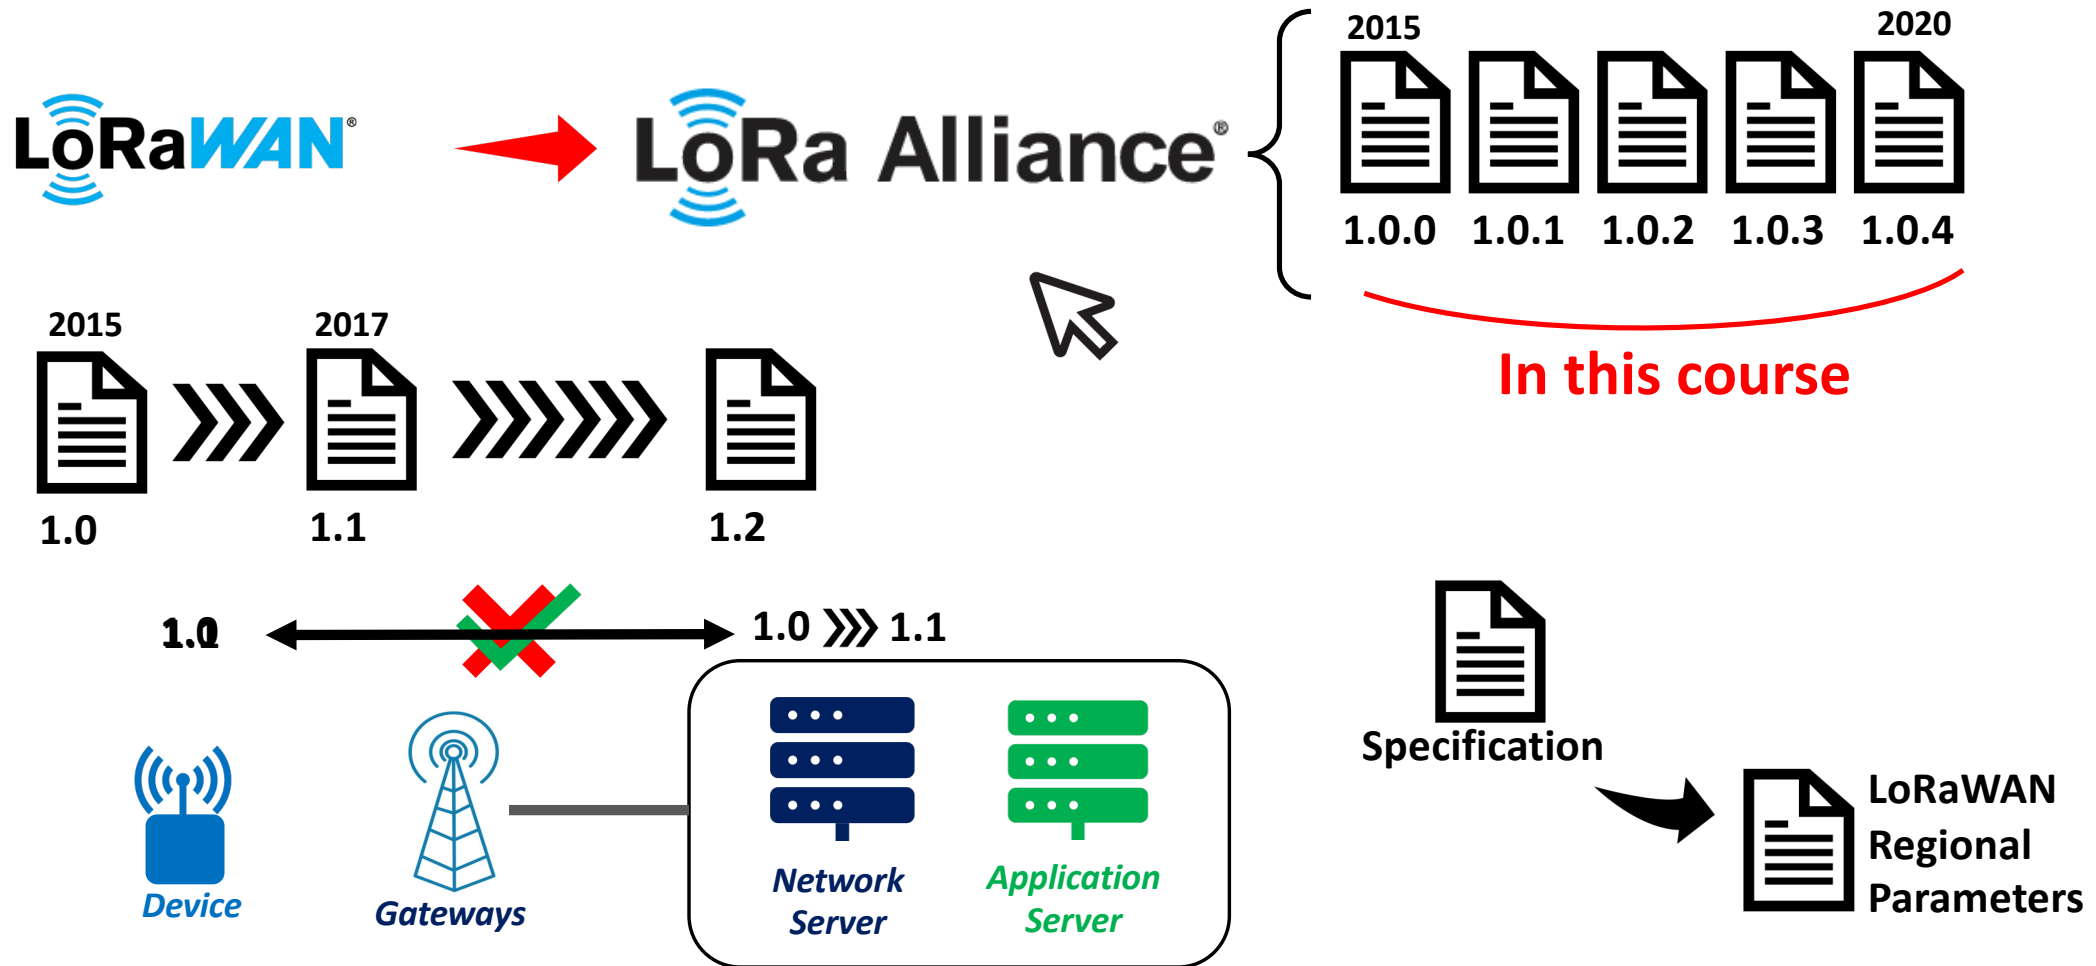 LoRaWAN®
LoRa Alliance®
2015
2020
1.0.0 1.0.1 1.0.2 1.0.3 1.0.4
In this course
2015
2017
1.0
1.1
1.2
1.0 1.1
Device
Gateways
Network
Server
Application
Server
Specification
LoRaWAN
Regional
Parameters